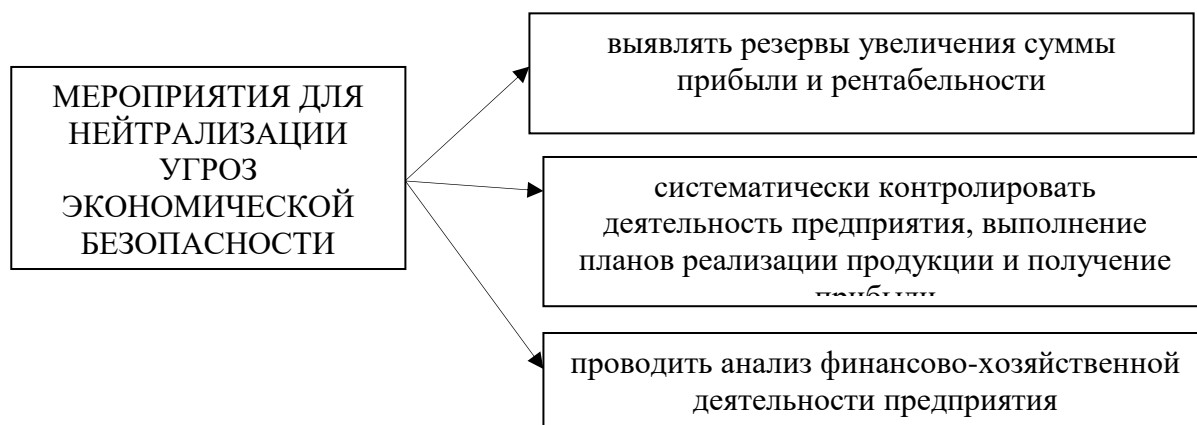 МЕРОПРИЯТИЯ ДЛЯ
НЕЙТРАЛИЗАЦИИ
УГРОЗ
ЭКОНОМИЧЕСКОЙ
БЕЗОПАСНОСТИ
выявлять резервы увеличения суммы
прибыли и рентабельности
систематически контролировать
деятельность предприятия, выполнение
планов реализации продукции и получение
прибыли
проводить анализ финансово-хозяйственной
деятельности предприятия